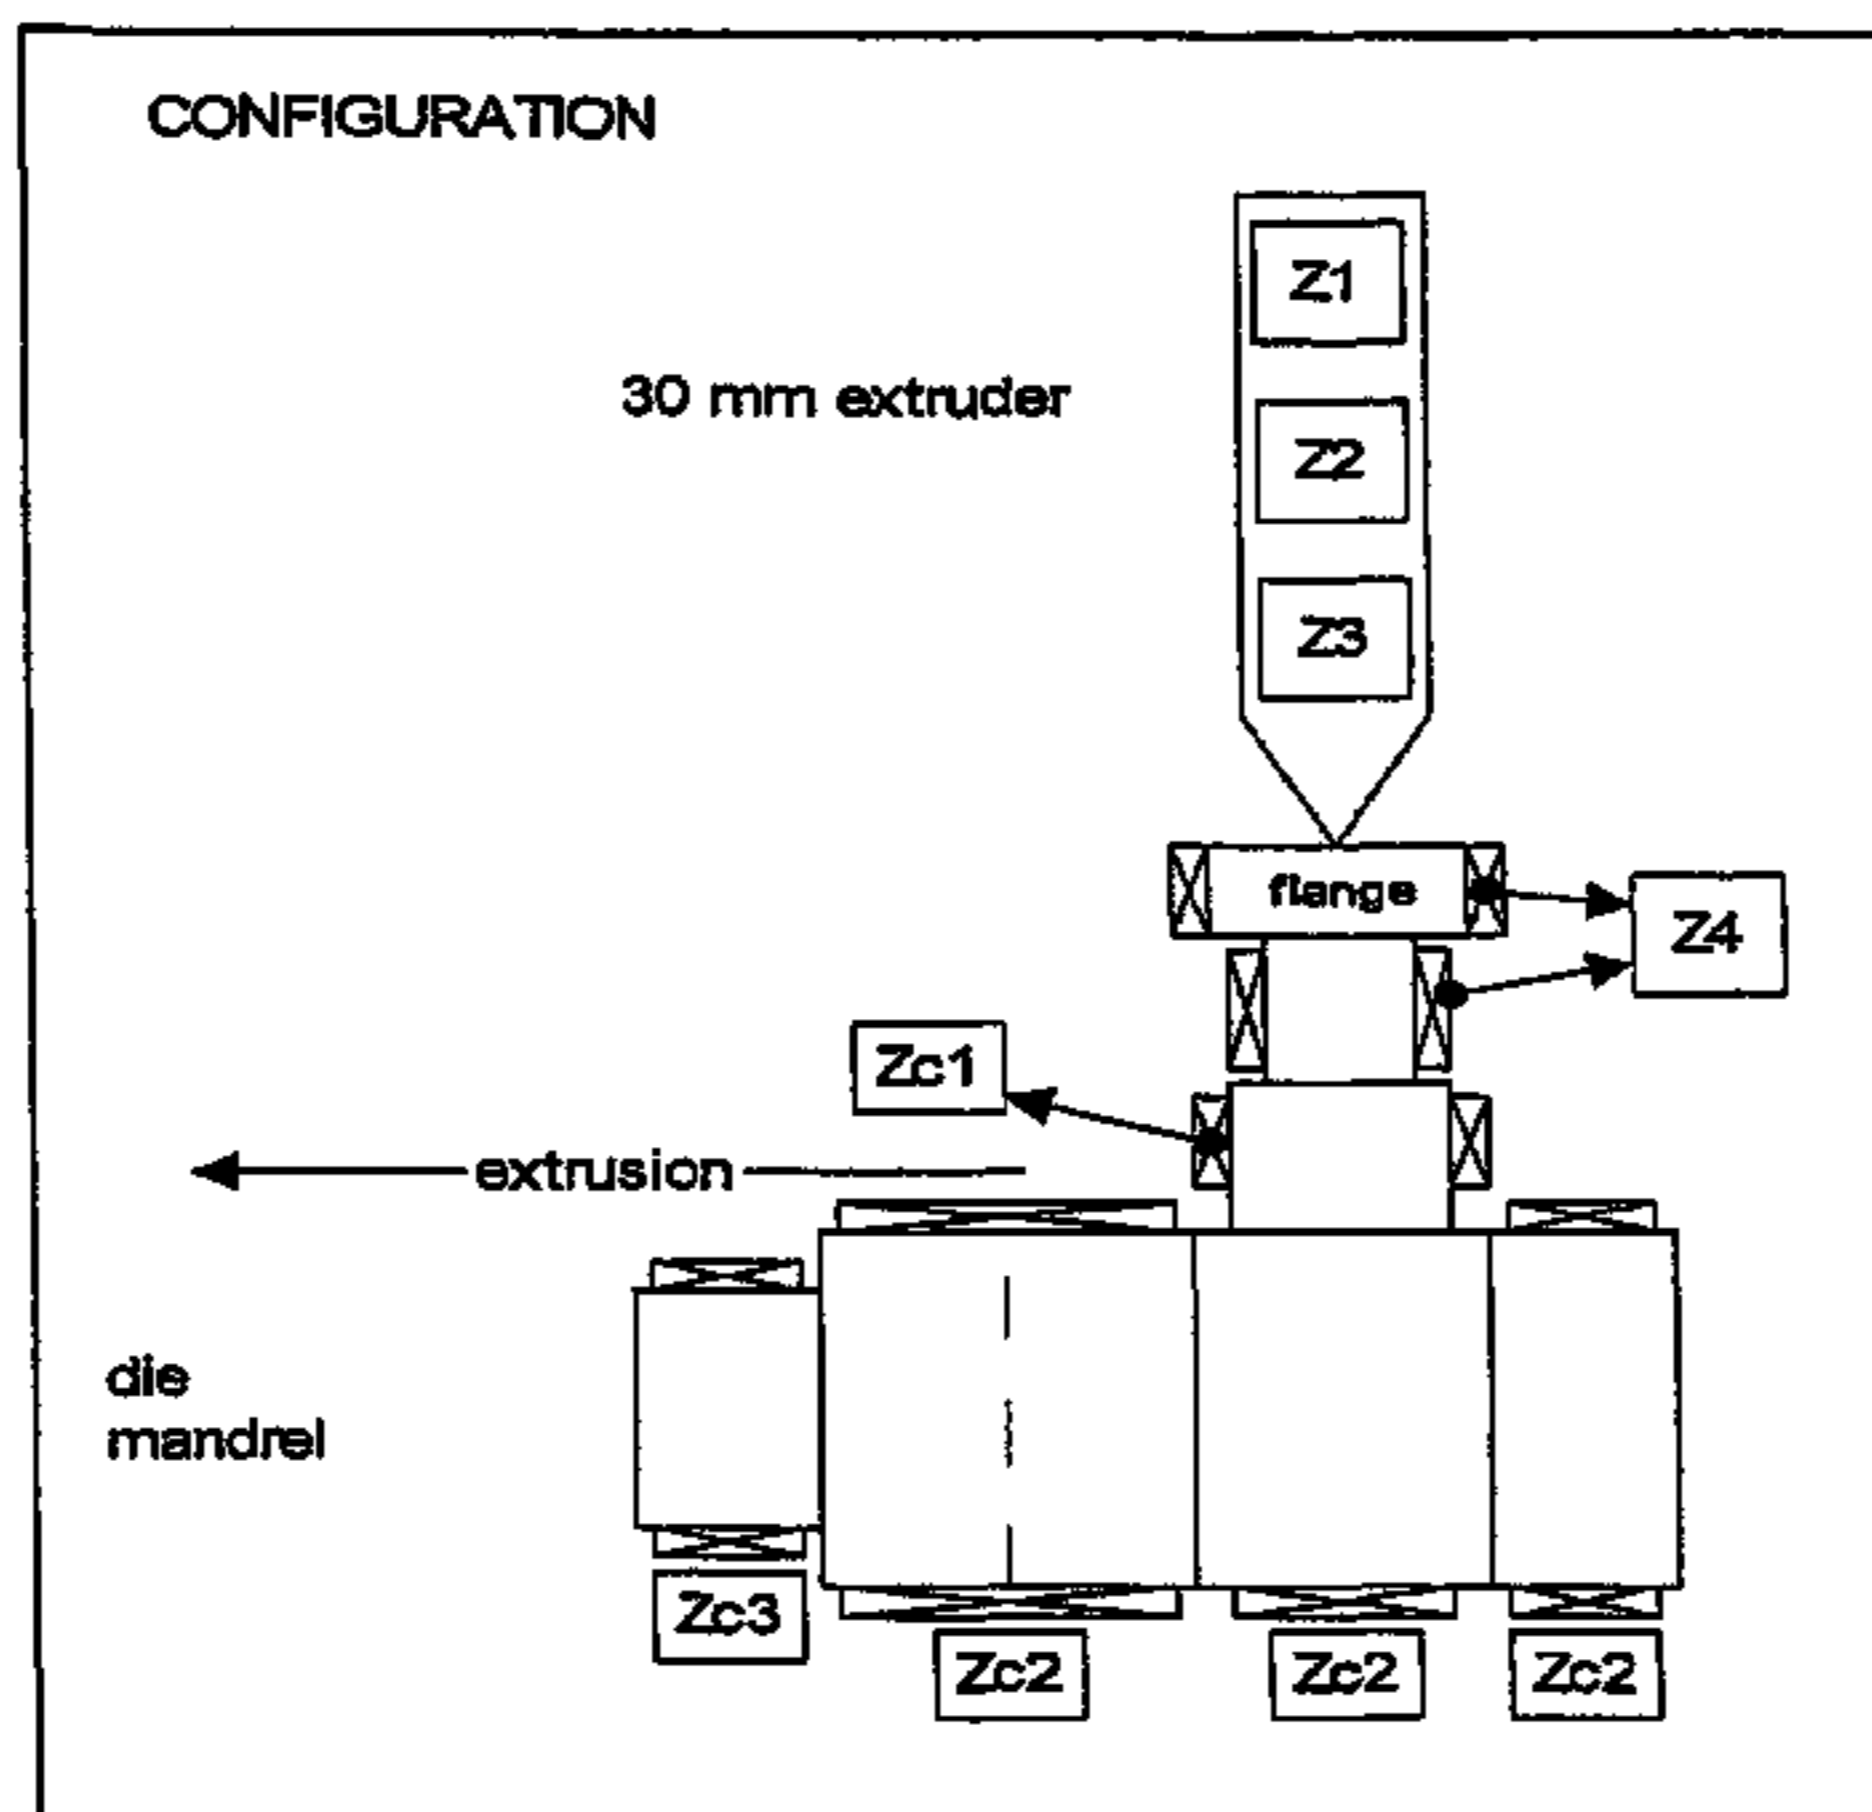 CONFIGURATION
Z1
30 mm extruder
Z2
Z3
flange
Z4
Zc1
extrusion
die
mandrel
Zc3
Zc2 Zc2 Zc2